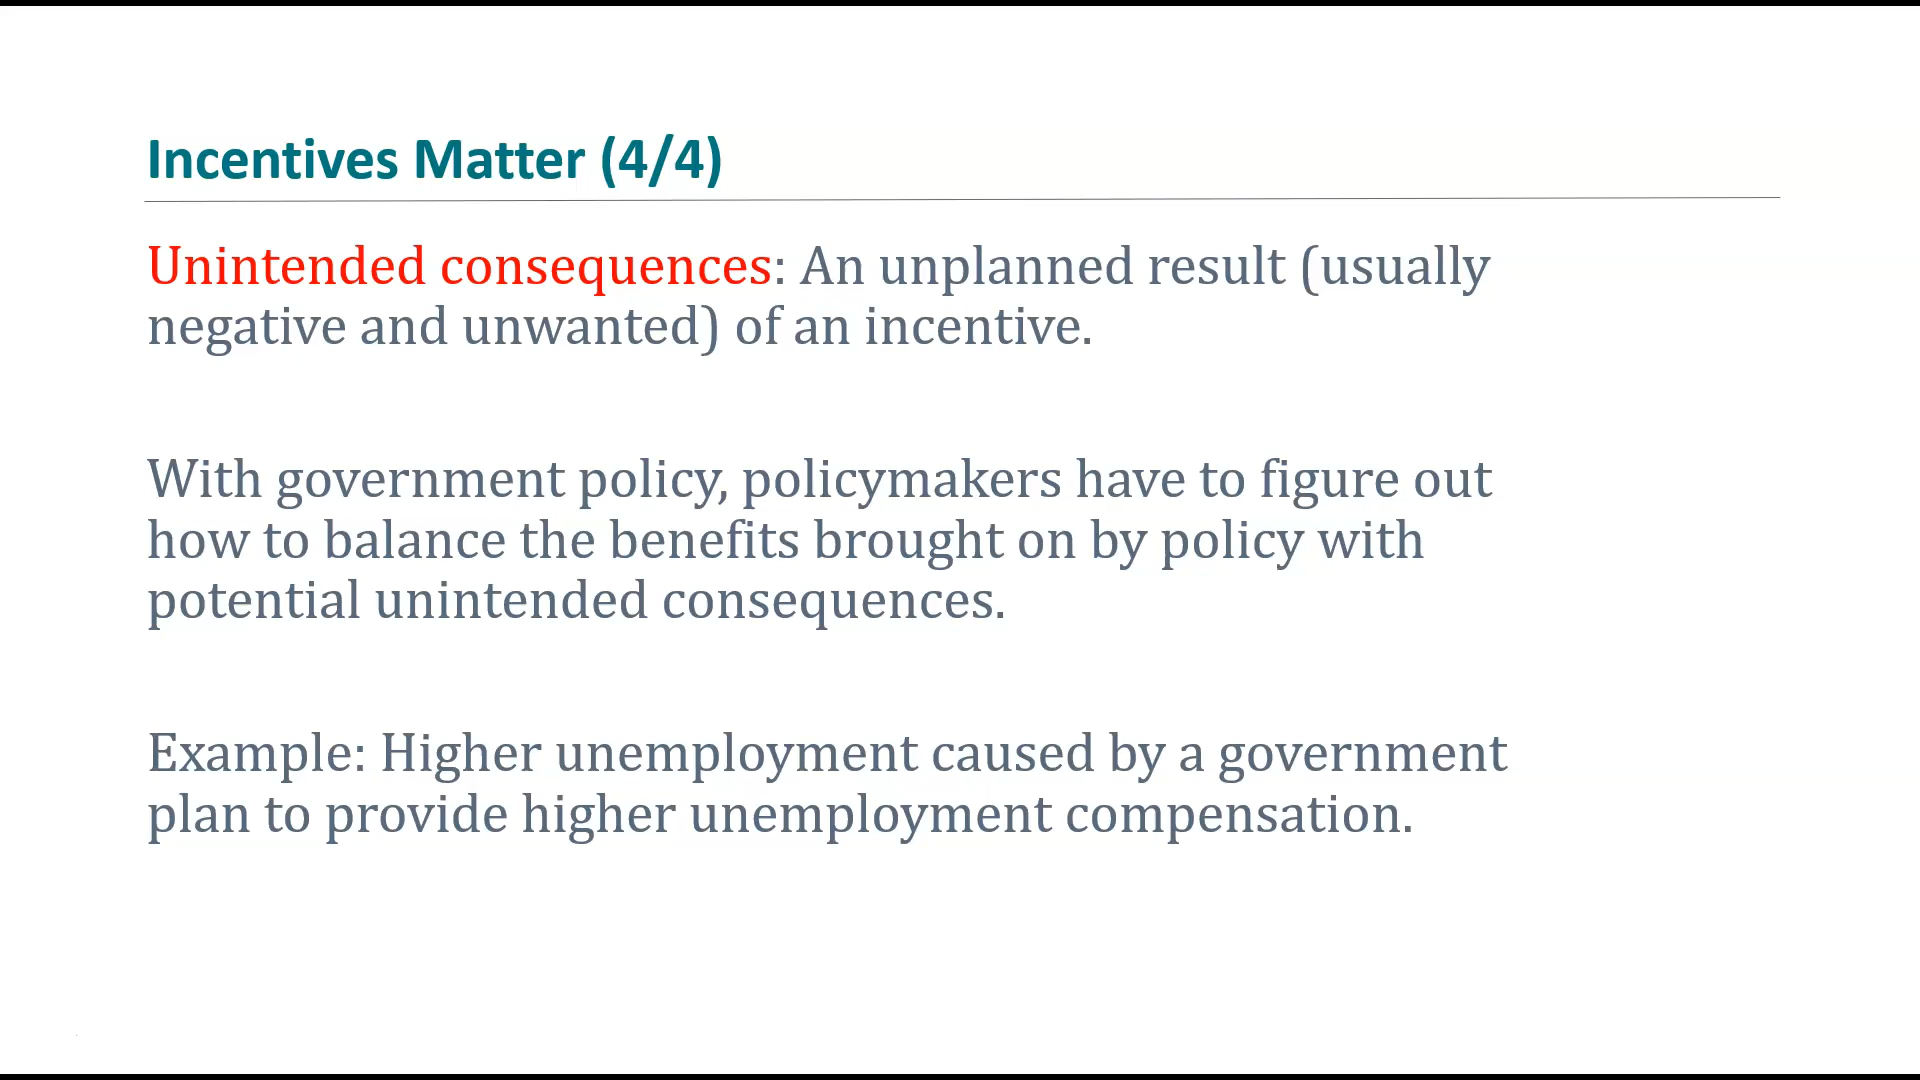 Incentives Matter (4/4)
Unintended consequences: An unplanned result (usually
negative and unwanted) of an incentive.
With government policy, policymakers have to figure out
how to balance the benefits brought on by policy with
potential unintended consequences.
Example: Higher unemployment caused by a government
plan to provide higher unemployment compensation.